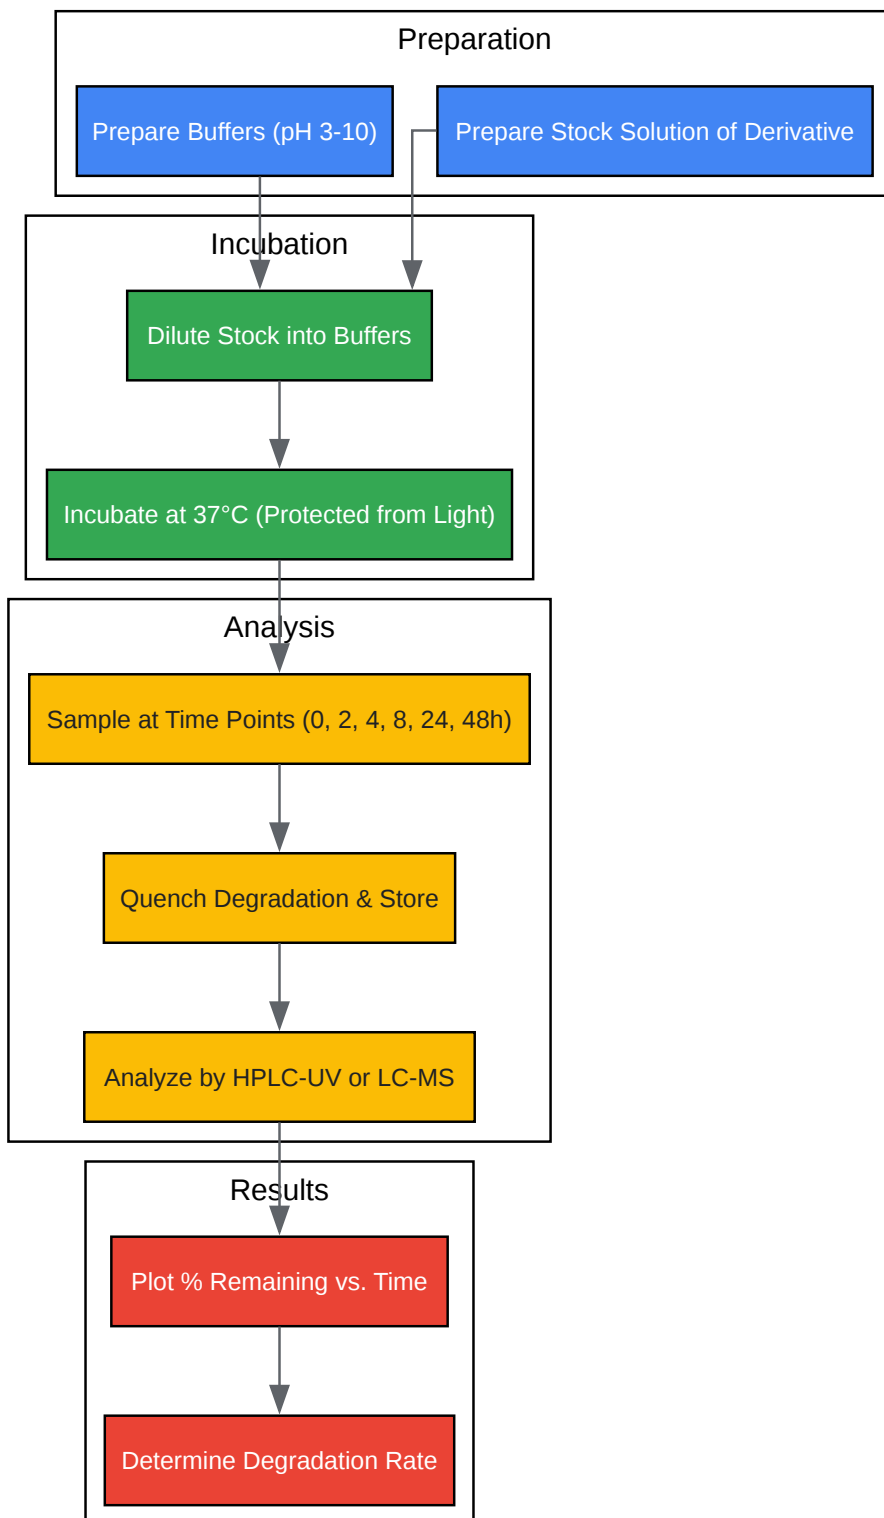 Preparation
Prepare Buffers (pH 3-10)
Prepare Stock Solution of Derivative
Incubation
Dilute Stock into Buffers
Incubate at 37°C (Protected from Light)
Analysis
Sample at Time Points (0, 2, 4, 8, 24, 48h)
Quench Degradation & Store
Analyze by HPLC-UV or LC-MS
Results
Plot % Remaining vs. Time
Determine Degradation Rate